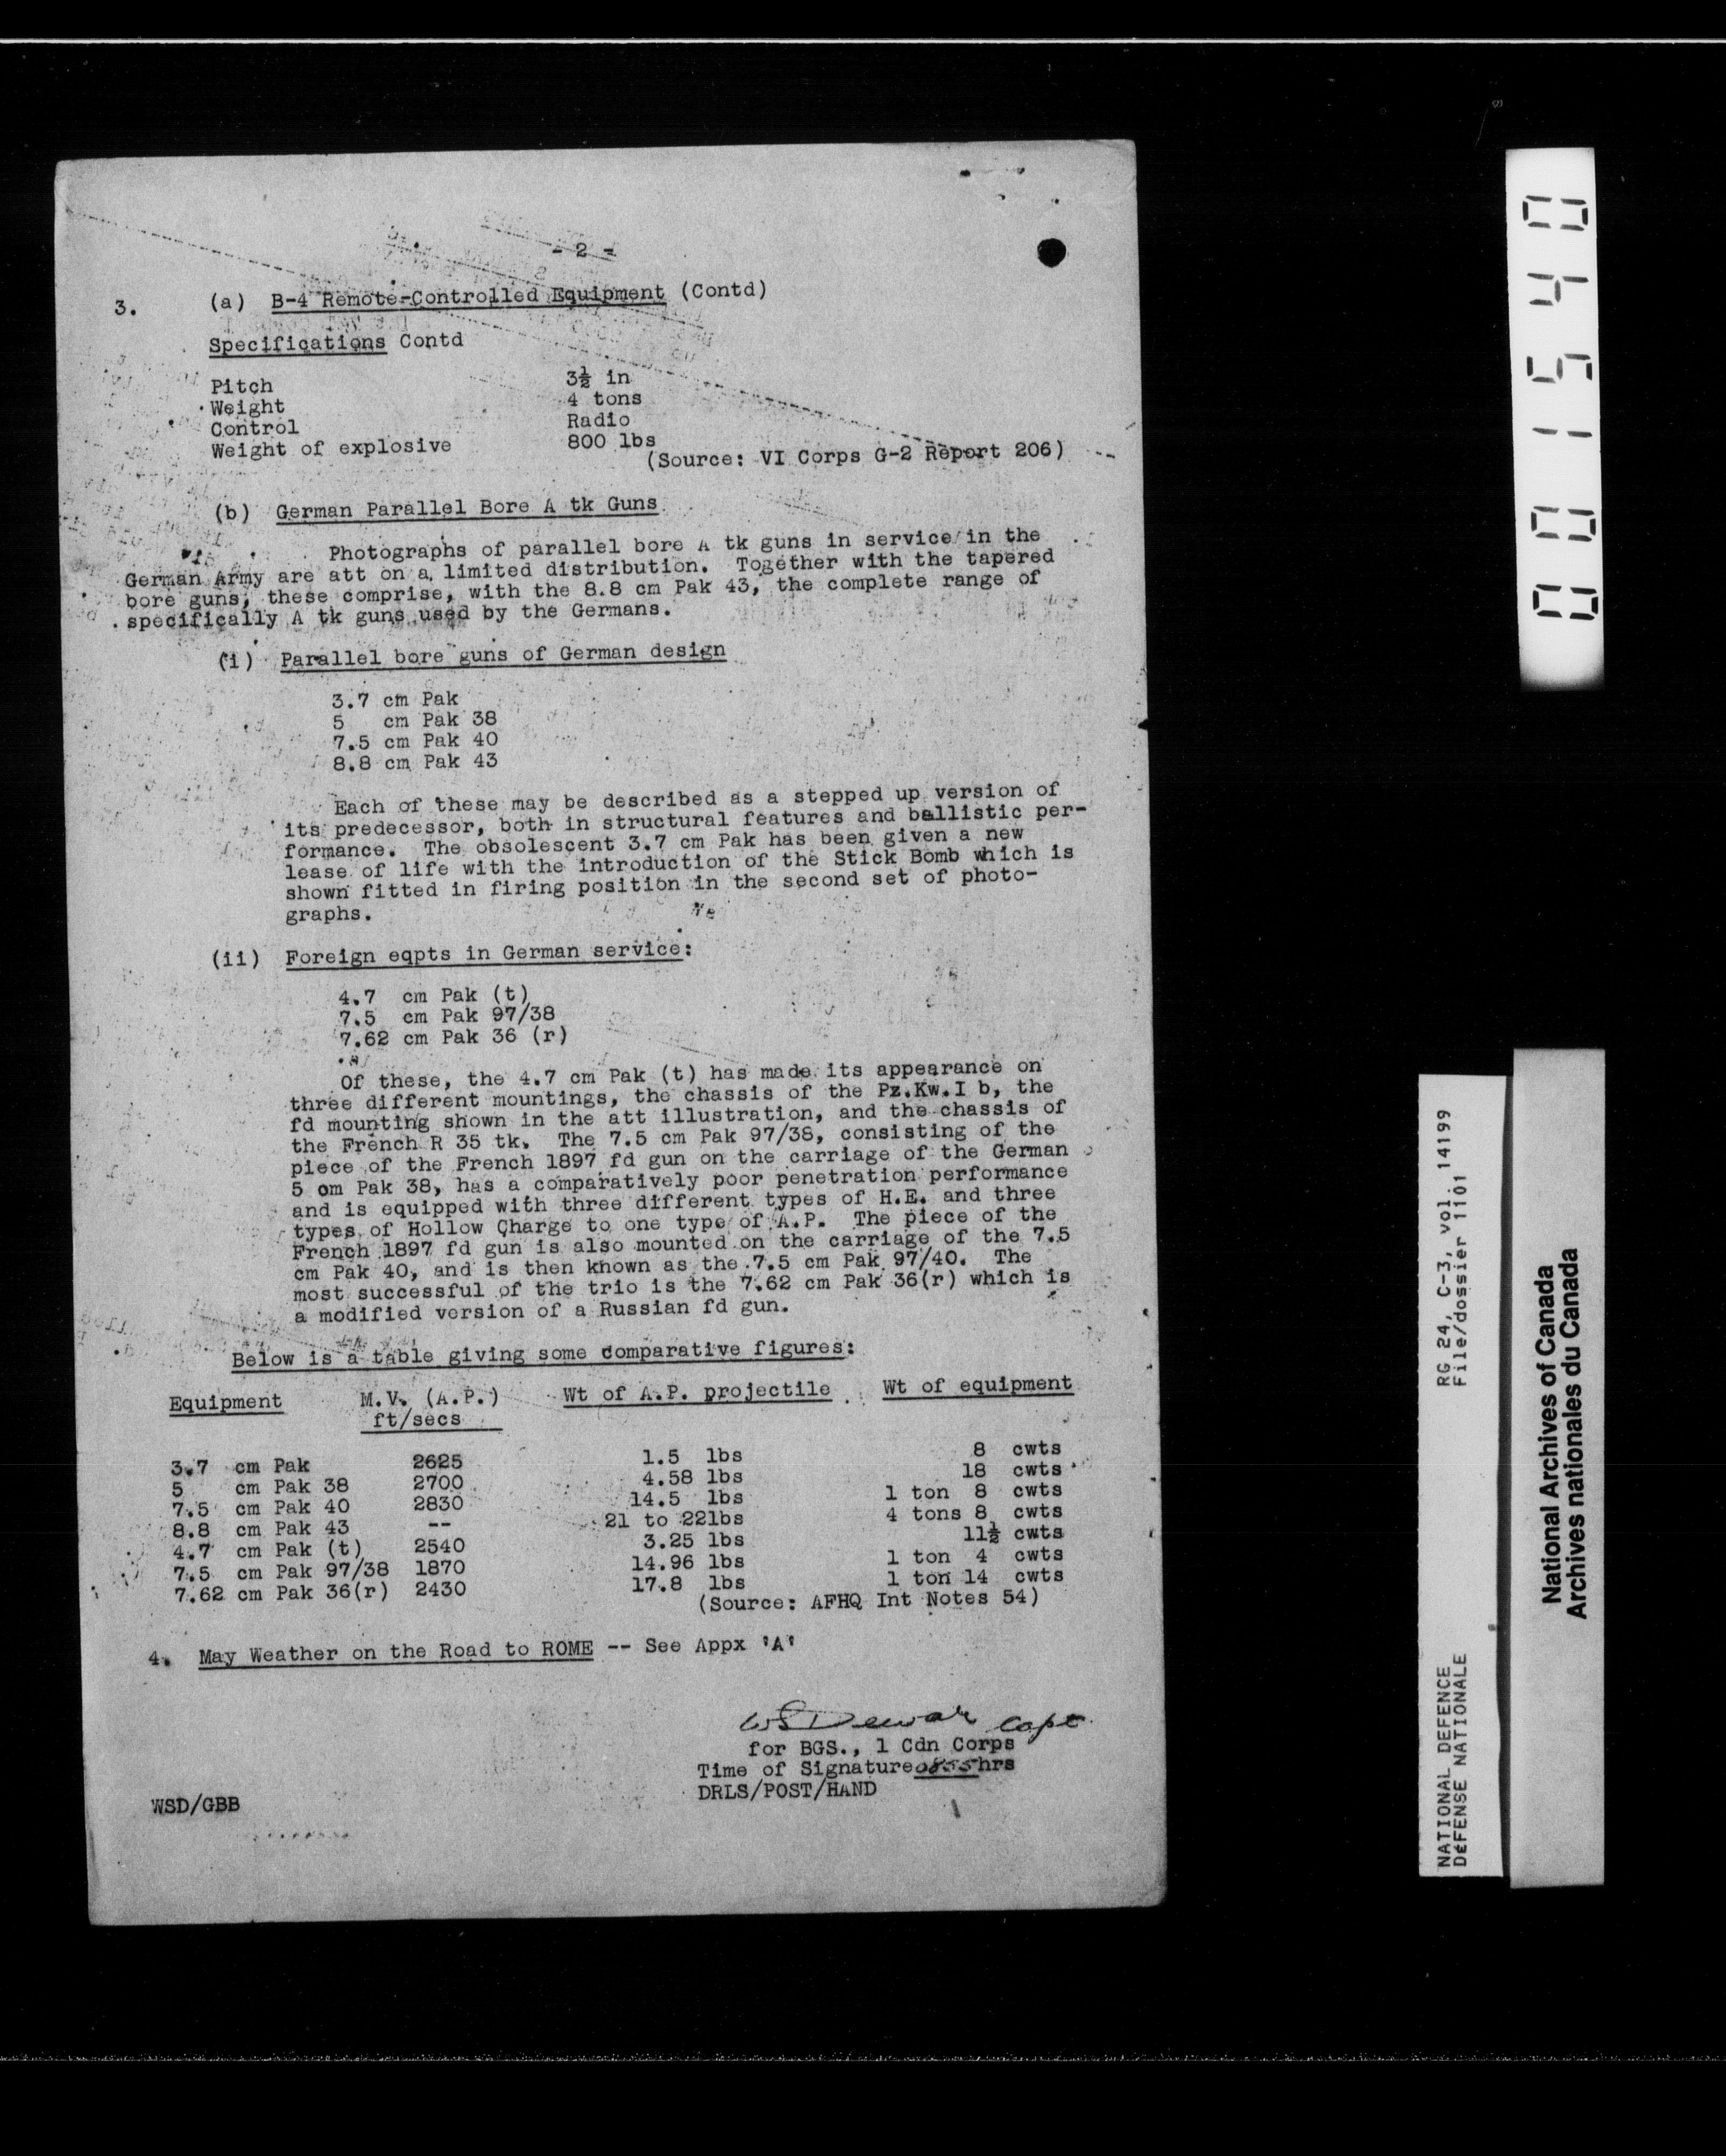 - 2 -
3. (a) B-4 Remote-Controlled Equipment (Contd)
Specifications Contd
Pitch 3½ in
Weight 4 tons
Control Radio
Weight of explosive 800 lbs
(Source: VI Corps G-2 Report 206)
(b) German Parallel Bore A tk Guns
Photographs of parallel bore A tk guns in service in the
German Army are att on a limited distribution. Together with the tapered
bore guns, these comprise, with the 8.8 cm Pak 43, the complete range of
specifically A tk guns used by the Germans.
(i) Parallel bore guns of German design
3.7 cm Pak
5 cm Pak 38
7.5 cm Pak 40
8.8 cm Pak 43
Each of these may be described as a stepped up version of
its predecessor, both in structural features and ballistic per-
formance. The obsolescent 3.7 cm Pak has been given a new
lease of life with the introduction of the Stick Bomb which is
shown fitted in firing position in the second set of photo-
graphs.
(ii) Foreign eqpts in German service:
4.7 cm Pak (t)
7.5 cm Pak 97/38
7.62 cm Pak 36 (r)
Of these, the 4.7 cm Pak (t) has made its appearance on
three different mountings, the chassis of the Pz.Kw.I b, the
fd mounting shown in the att illustration, and the chassis of
the French R 35 tk. The 7.5 cm Pak 97/38, consisting of the
piece of the French 1897 fd gun on the carriage of the German
5 cm Pak 38, has a comparatively poor penetration performance
and is equipped with three different types of H.E. and three
types of Hollow Charge to one type of A.P. The piece of the
French 1897 fd gun is also mounted on the carriage of the 7.5
cm Pak 40, and is then known as the 7.5 cm Pak 97/40. The
most successful of the trio is the 7.62 cm Pak 36(r) which is
a modified version of a Russian fd gun.
Below is a table giving some comparative figures:
Equipment M.V. (A.P.) Wt of A.P. projectile Wt of equipment
ft/secs
3.7 cm Pak 2625 1.5 lbs 8 cwts
5 cm Pak 38 2700 4.58 lbs 18 cwts
7.5 cm Pak 40 2830 14.5 lbs 1 ton 8 cwts
8.8 cm Pak 43 -- 21 to 22lbs 4 tons 8 cwts
4.7 cm Pak (t) 2540 3.25 lbs 11½ cwts
7.5 cm Pak 97/38 1870 14.96 lbs 1 ton 4 cwts
7.62 cm Pak 36(r) 2430 17.8 lbs 1 ton 14 cwts
(Source: AFHQ Int Notes 54)
4. May Weather on the Road to ROME -- See Appx 'A'
WSDewar Capt
for BGS., 1 Cdn Corps
Time of Signature 0855 hrs
DRLS/POST/HAND
WSD/GBB
001540
RG 24, C-3, vol. 14199
File/dossier 1101
NATIONAL DEFENCE
DEFENSE NATIONALE
National Archives of Canada
Archives nationales du Canada